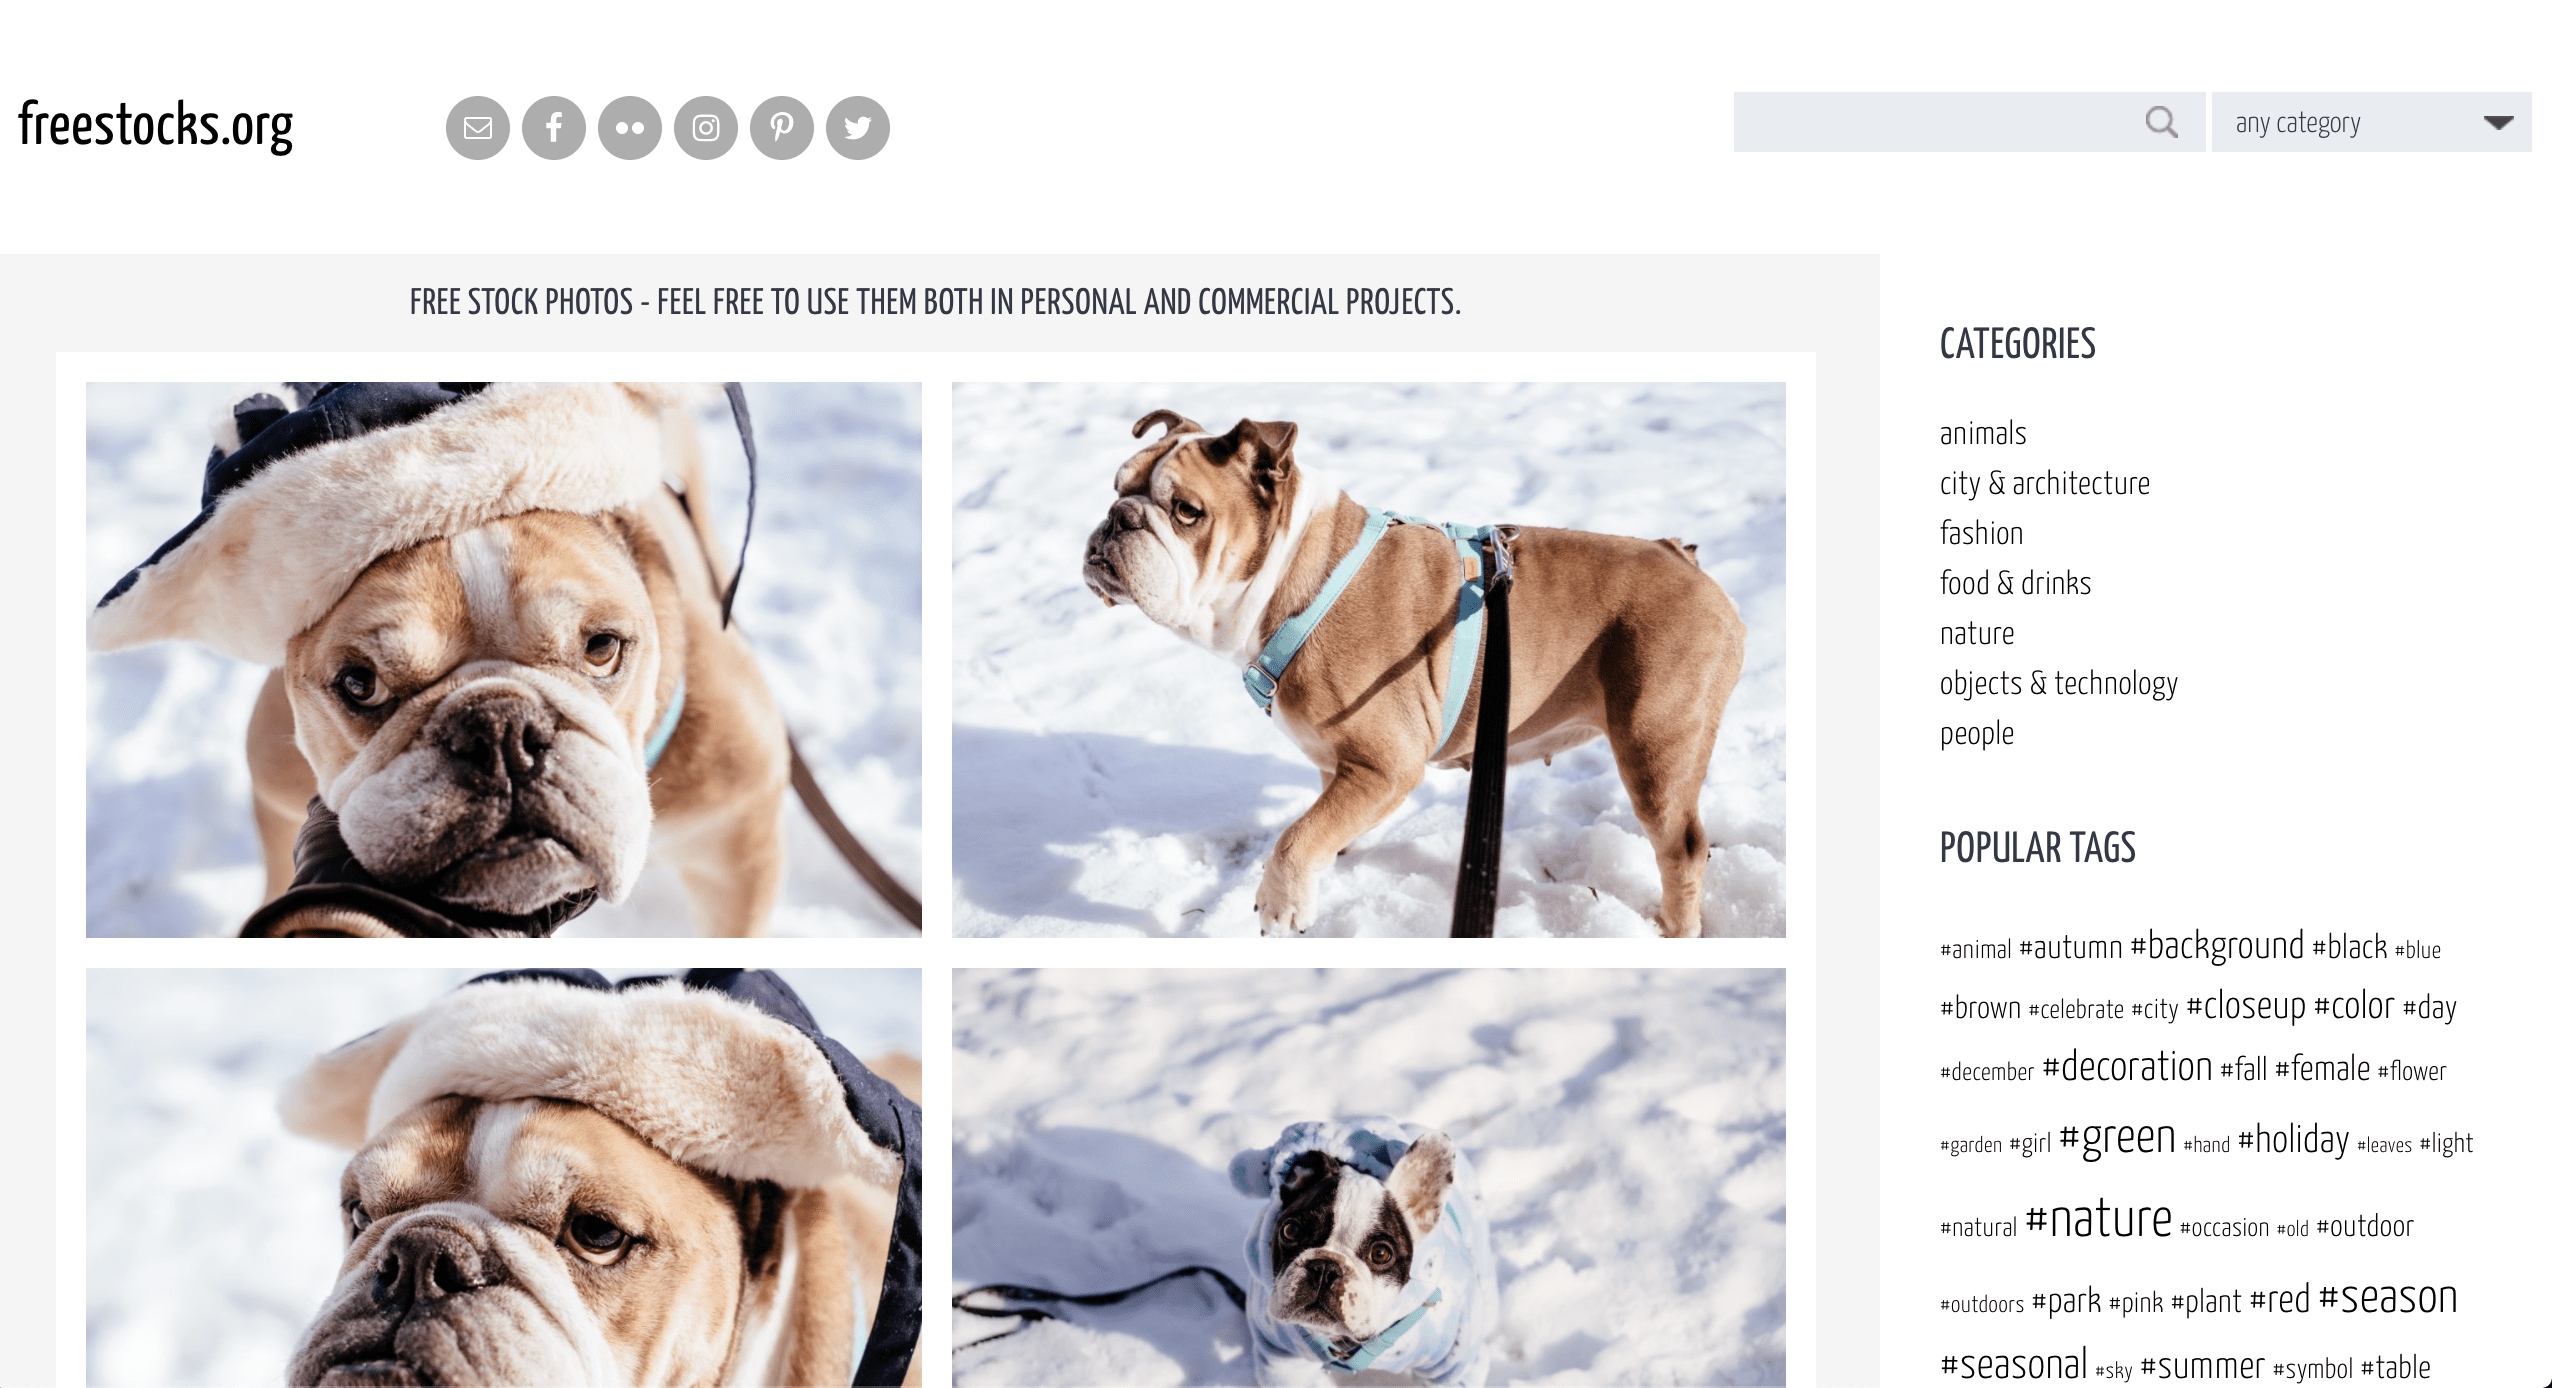 freestocks.org
any category
FREE STOCK PHOTOS - FEEL FREE TO USE THEM BOTH IN PERSONAL AND COMMERCIAL PROJECTS.
CATEGORIES
animals
city & architecture
fashion
food & drinks
nature
objects & technology
people
POPULAR TAGS
#animal #autumn #background #black #blue
#brown #celebrate #city #closeup #color #day
#december #decoration #fall #female #flower
#garden #girl #green #hand #holiday #leaves #light
#natural #nature #occasion #old #outdoor
#outdoors #park #pink #plant #red #season
#seasonal #sky #summer #symbol #table